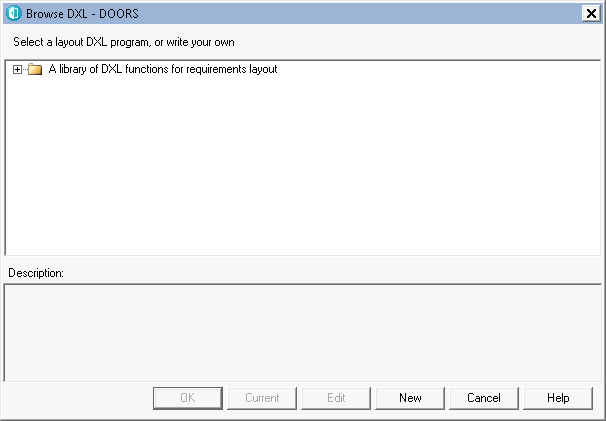 Browse DXL - DOORS
Select a layout DXL program, or write your own
A library of DXL functions for requirements layout
Description:
OK Current Edit New Cancel Help